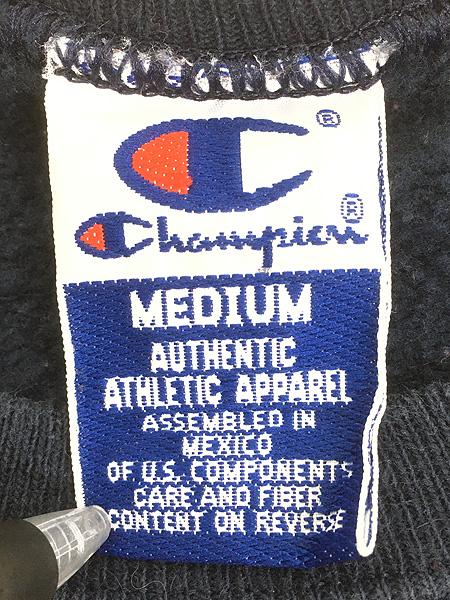 ®
Champion®
MEDIUM
AUTHENTIC
ATHLETIC APPAREL
ASSEMBLED IN
MEXICO
OF U.S. COMPONENTS
CARE AND FIBER
CONTENT ON REVERSE